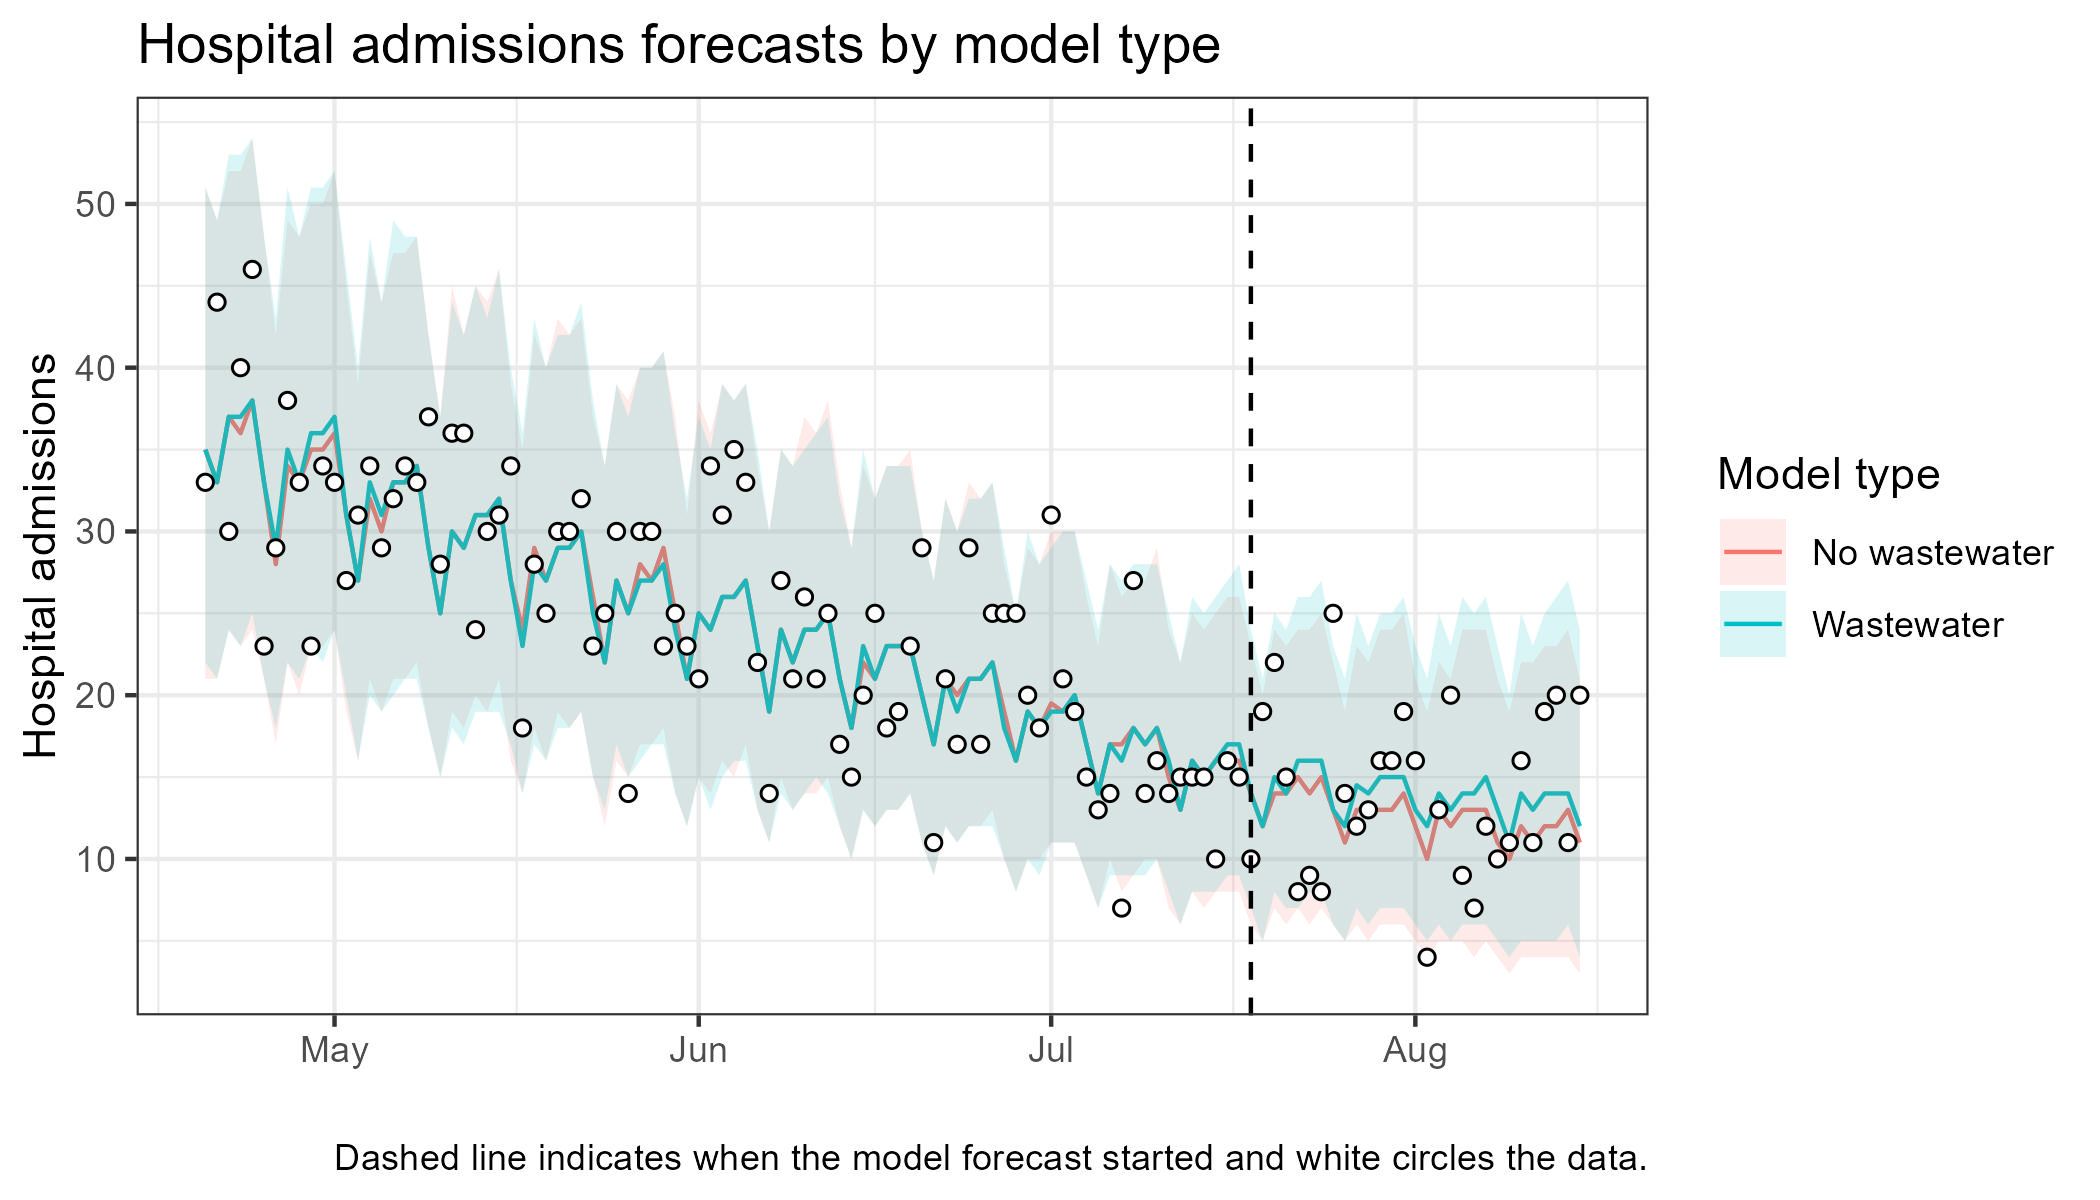 Hospital admissions forecasts by model type
Hospital admissions
50
40
30
20
10
May
Jun
Jul
Aug
Model type
No wastewater
Wastewater
Dashed line indicates when the model forecast started and white circles the data.